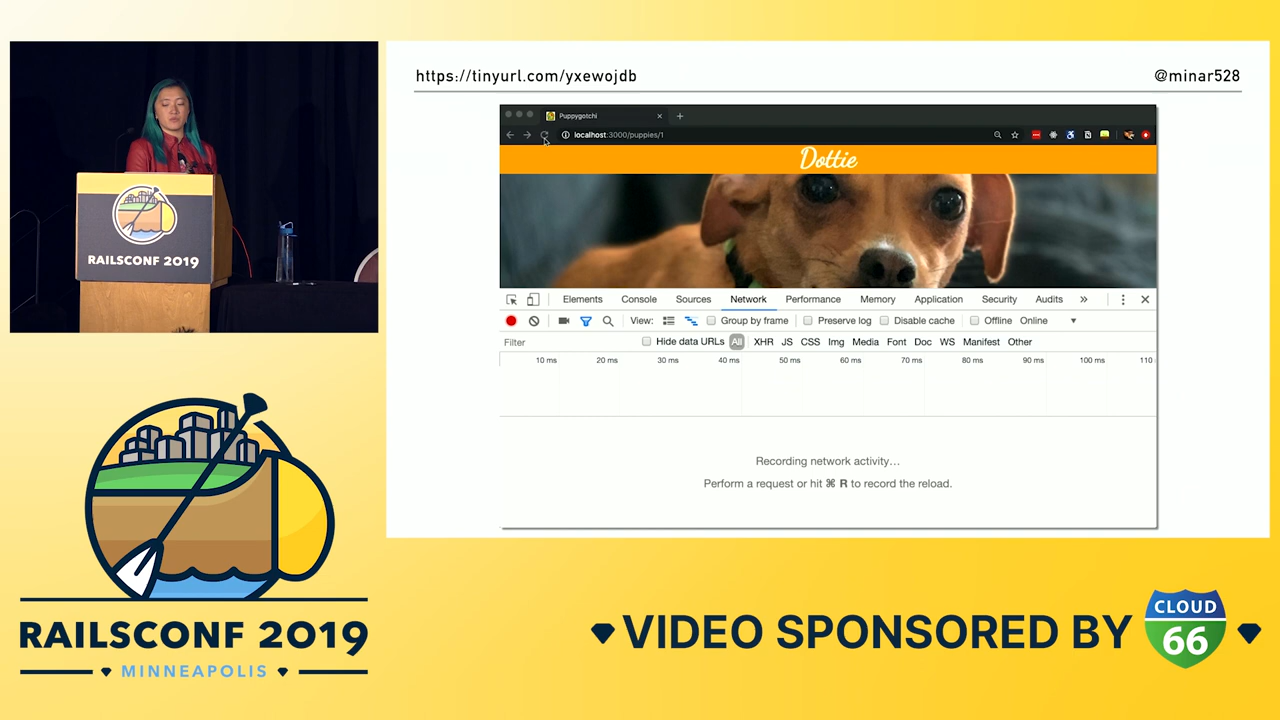 https://tinyurl.com/yxewojdb
@minar528
Puppygotchi
localhost:3000/puppies/1
Dottie
Elements Console Sources Network Performance Memory Application Security Audits
View: Group by frame Preserve log Disable cache Offline Online
Filter Hide data URLs All XHR JS CSS Img Media Font Doc WS Manifest Other
10 ms 20 ms 30 ms 40 ms 50 ms 60 ms 70 ms 80 ms 90 ms 100 ms 110
Recording network activity…
Perform a request or hit ⌘ R to record the reload.
RAILSCONF 2019
RAILSCONF 2019
MINNEAPOLIS
VIDEO SPONSORED BY
CLOUD
66